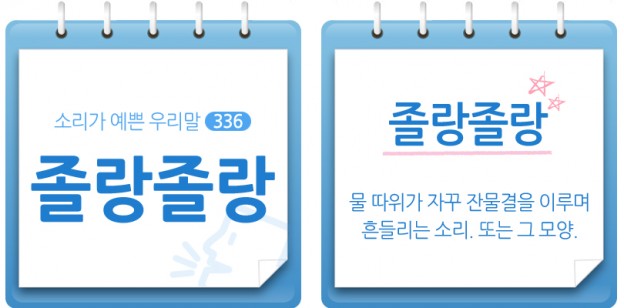 소리가 예쁜 우리말 336
졸랑졸랑
졸랑졸랑
물 따위가 자꾸 잔물결을 이루며
흔들리는 소리. 또는 그 모양.